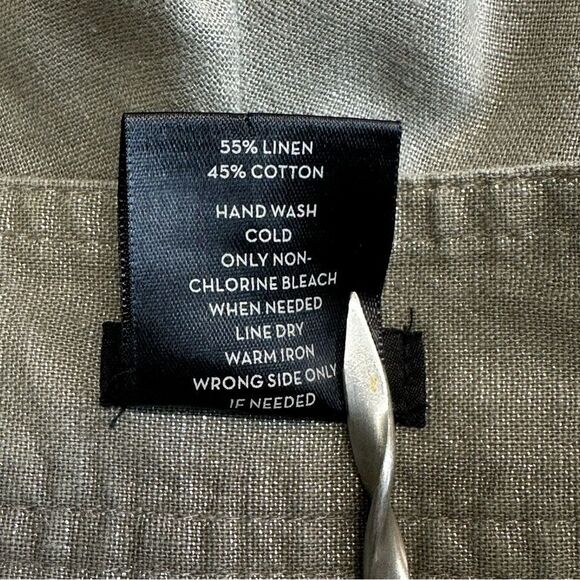 55% LINEN
45% COTTON
HAND WASH
COLD
ONLY NON-
CHLORINE BLEACH
WHEN NEEDED
LINE DRY
WARM IRON
WRONG SIDE ONLY
IF NEEDED